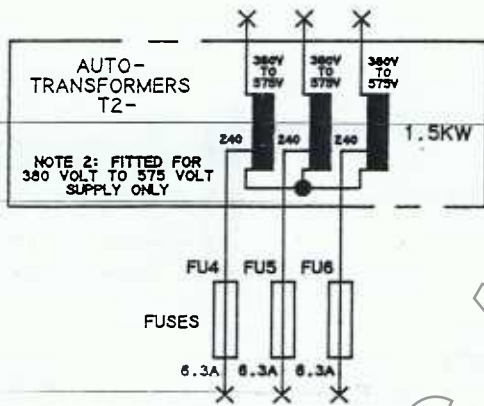 AUTO-
TRANSFORMERS
T2-
380V
TO
575V
380V
TO
575V
380V
TO
575V
240
240
240
1.5KW
NOTE 2: FITTED FOR
380 VOLT TO 575 VOLT
SUPPLY ONLY
FU4
FU5
FU6
FUSES
6.3A
6.3A
6.3A